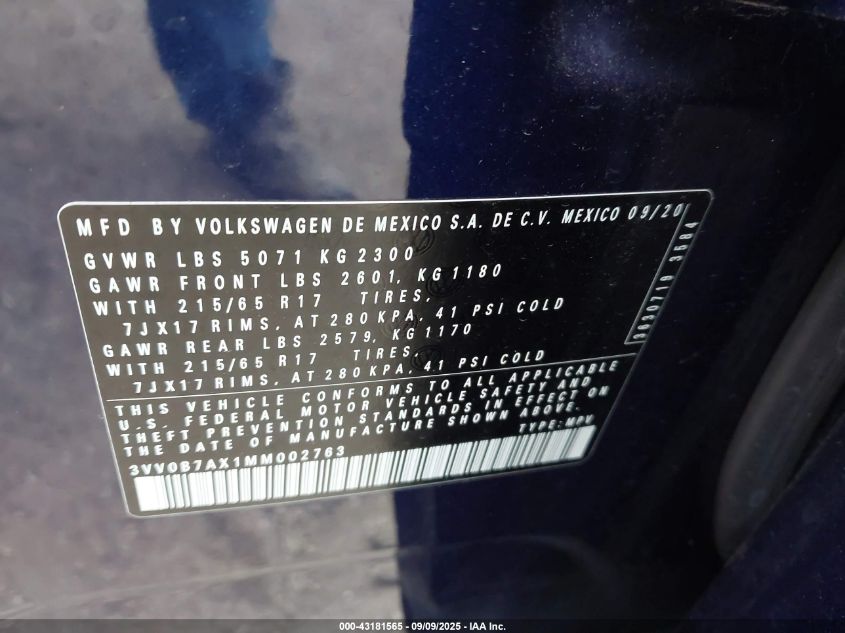 MFD BY VOLKSWAGEN DE MEXICO S.A. DE C.V. MEXICO 09/20
GVWR LBS 5071 KG 2300
GAWR FRONT LBS 2601, KG 1180
WITH 215/65 R17 TIRES,
7JX17 RIMS, AT 280 KPA, 41 PSI COLD
GAWR REAR LBS 2579, KG 1170
WITH 215/65 R17 TIRES,
7JX17 RIMS, AT 280 KPA, 41 PSI COLD
THIS VEHICLE CONFORMS TO ALL APPLICABLE
U.S. FEDERAL MOTOR VEHICLE SAFETY AND
THEFT PREVENTION STANDARDS IN EFFECT ON
THE DATE OF MANUFACTURE SHOWN ABOVE.
3VV0B7AX1MM002763 TYPE: MPV
000-43181565 - 09/09/2025 - IAA Inc.